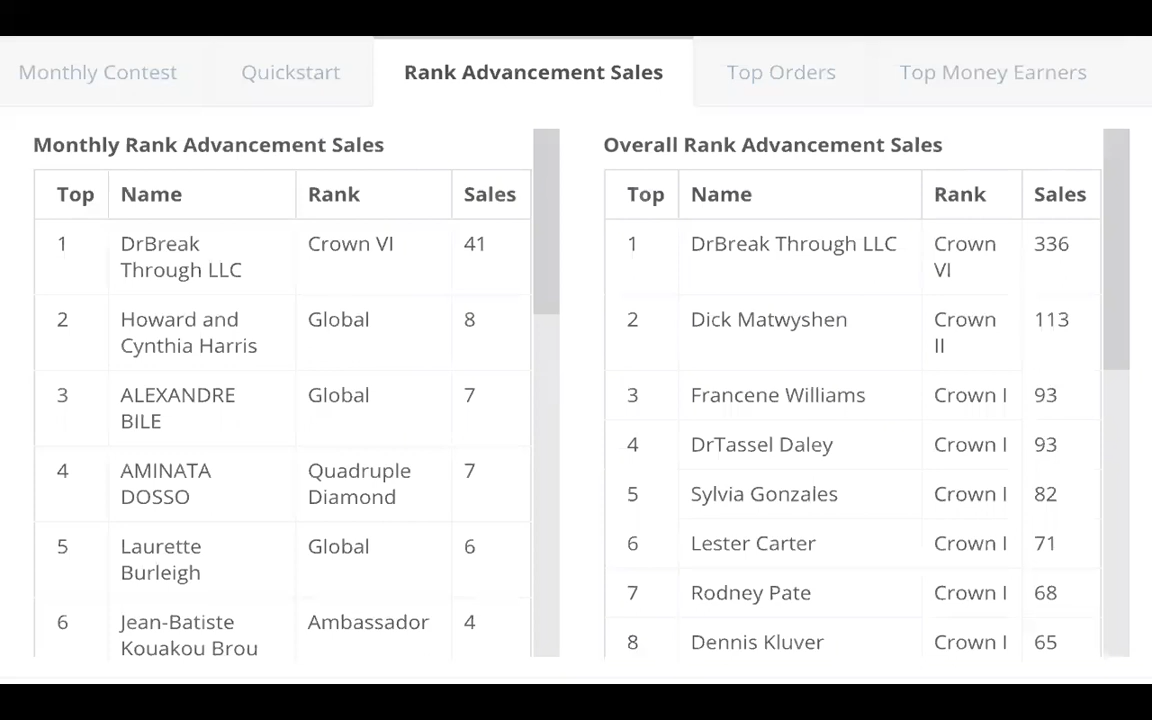 Monthly Contest
Quickstart
Rank Advancement Sales
Top Orders
Top Money Earners
Monthly Rank Advancement Sales
Top Name Rank Sales
1 DrBreak Crown VI 41
Through LLC
2 Howard and Global 8
Cynthia Harris
3 ALEXANDRE Global 7
BILE
4 AMINATA Quadruple 7
DOSSO Diamond
5 Laurette Global 6
Burleigh
6 Jean-Batiste Ambassador 4
Kouakou Brou
Overall Rank Advancement Sales
Top Name Rank Sales
1 DrBreak Through LLC Crown 336
VI
2 Dick Matwyshen Crown 113
II
3 Francene Williams Crown I 93
4 DrTassel Daley Crown I 93
5 Sylvia Gonzales Crown I 82
6 Lester Carter Crown I 71
7 Rodney Pate Crown I 68
8 Dennis Kluver Crown I 65